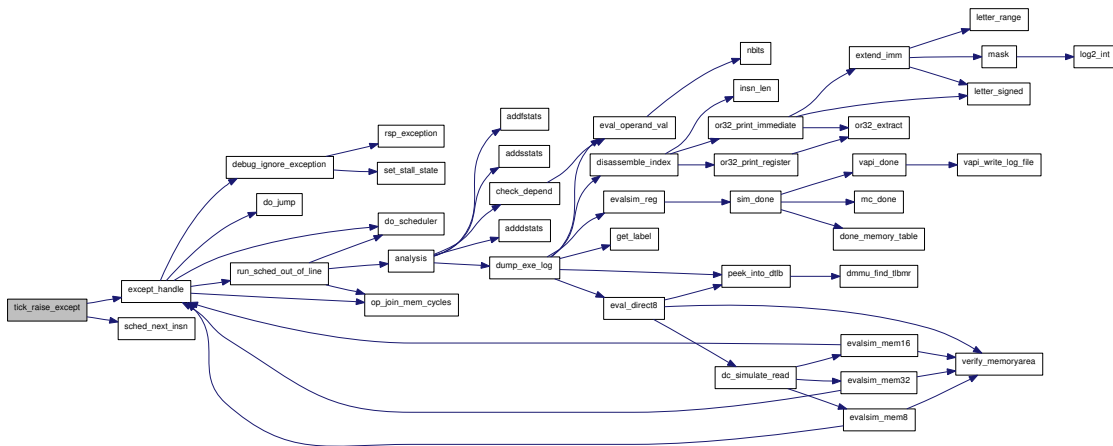 letter_range
extend_imm
mask
log2_int
nbits
letter_signed
insn_len
addfstats
eval_operand_val
or32_print_immediate
or32_extract
rsp_exception
addsstats
debug_ignore_exception
disassemble_index
or32_print_register
vapi_done
vapi_write_log_file
set_stall_state
check_depend
do_jump
evalsim_reg
sim_done
mc_done
do_scheduler
adddstats
get_label
done_memory_table
analysis
dump_exe_log
run_sched_out_of_line
peek_into_dtlb
dmmu_find_tlbmr
except_handle
tick_raise_except
op_join_mem_cycles
eval_direct8
sched_next_insn
evalsim_mem16
verify_memoryarea
dc_simulate_read
evalsim_mem32
evalsim_mem8